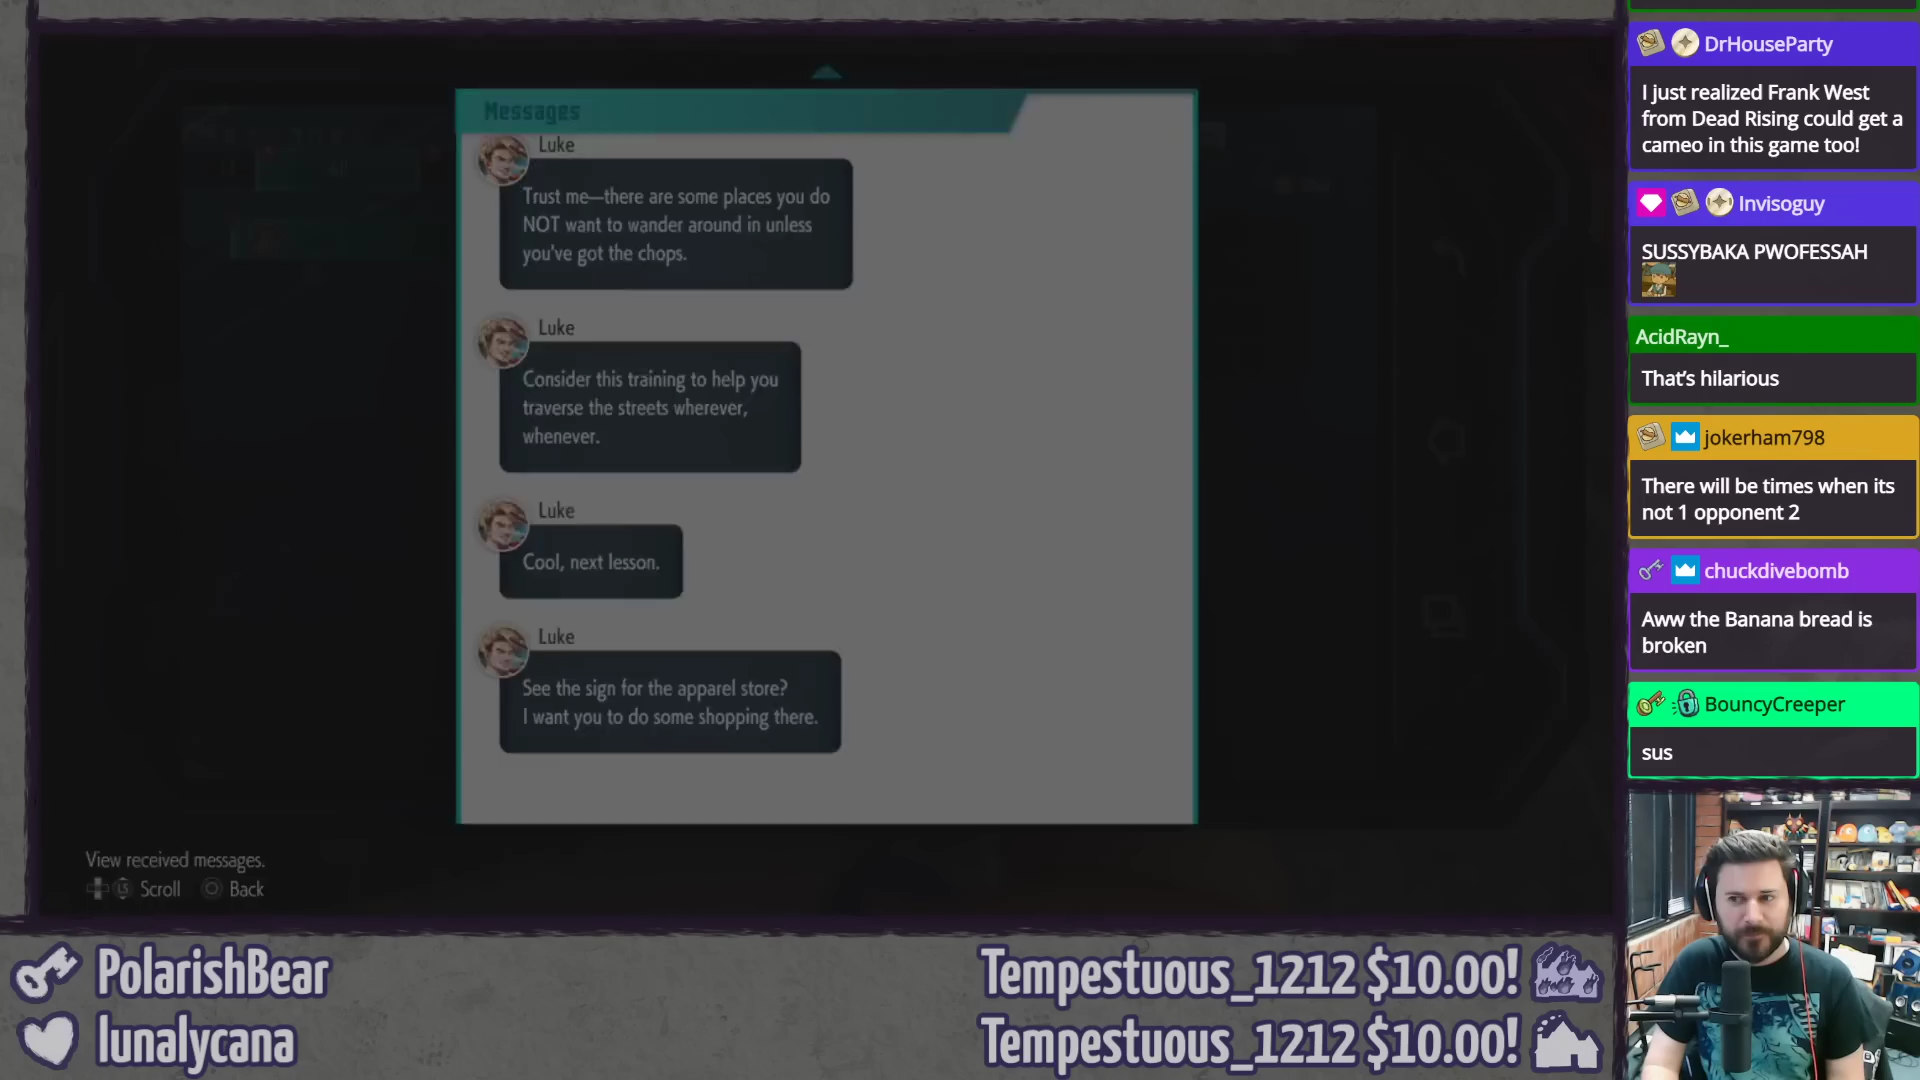 Messages
Luke
Trust me—there are some places you do
NOT want to wander around in unless
you've got the chops.
Luke
Consider this training to help you
traverse the streets wherever,
whenever.
Luke
Cool, next lesson.
Luke
See the sign for the apparel store?
I want you to do some shopping there.
View received messages.
LS Scroll Back
DrHouseParty
I just realized Frank West
from Dead Rising could get a
cameo in this game too!
Invisoguy
SUSSYBAKA PWOFESSAH
AcidRayn_
That's hilarious
jokerham798
There will be times when its
not 1 opponent 2
chuckdivebomb
Aww the Banana bread is
broken
BouncyCreeper
sus
PolarishBear
lunalycana
Tempestuous_1212 $10.00!
Tempestuous_1212 $10.00!